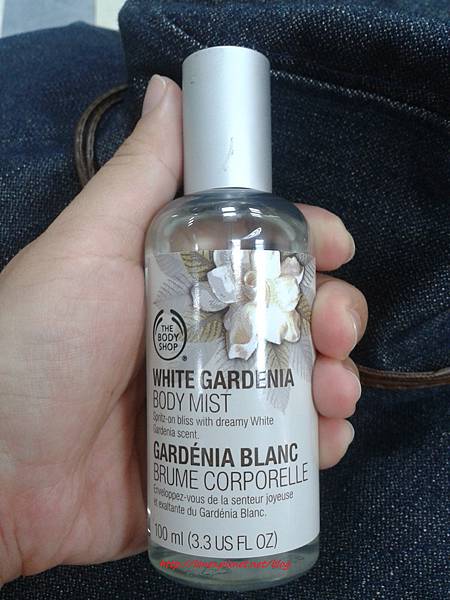 THE
BODY
SHOP
®
WHITE GARDENIA
BODY MIST
Spritz-on bliss with dreamy White
Gardenia scent.
GARDÉNIA BLANC
BRUME CORPORELLE
Enveloppez-vous de la senteur joyeuse
et exaltante du Gardénia Blanc.
100 ml (3.3 US FL OZ)